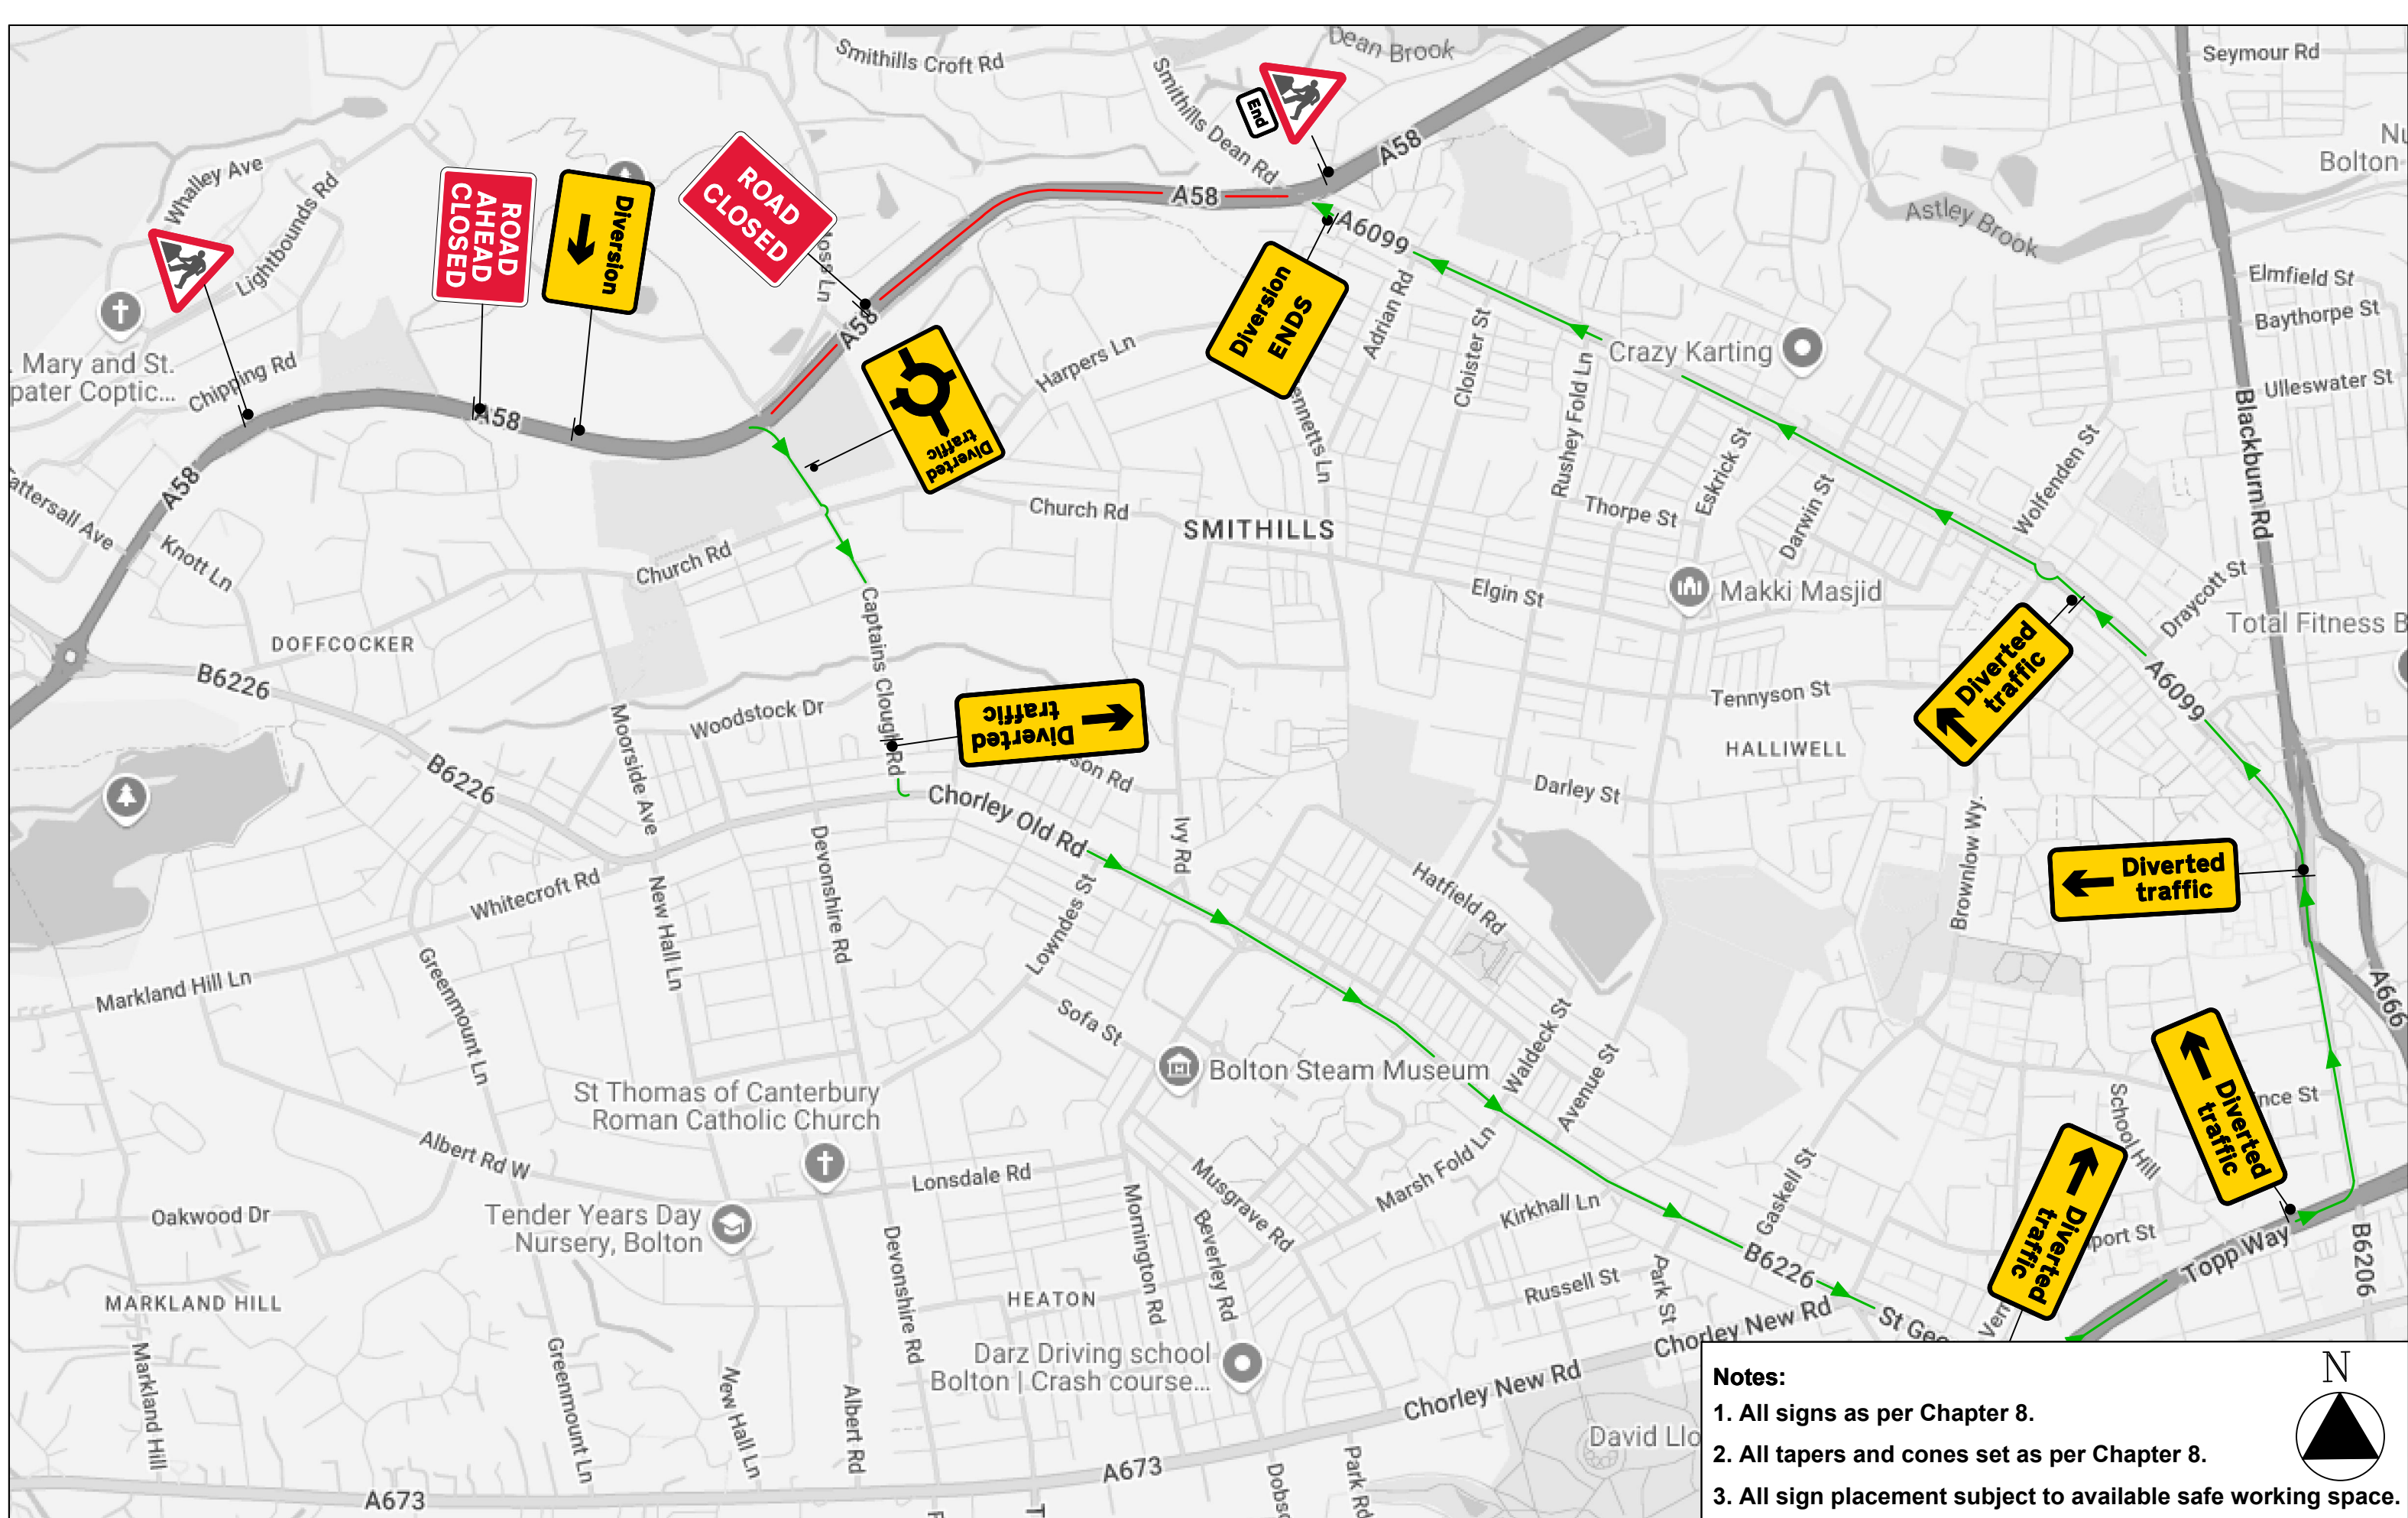 Smithills Croft Rd
Dean Brook
Seymour Rd
Smithills Dean Rd
End
A58
Bolton
Whalley Ave
Lightbounds Rd
ROAD
AHEAD
CLOSED
Diversion
ROAD
CLOSED
A58
A6099
Astley Brook
Elmfield St
Baythorpe St
Ulleswater St
Blackburn Rd
Mary and St.
Chipping Rd
Coptic...
A58
A58
A58
Harpers Ln
Diversion
ENDS
Adrian Rd
Cloister St
Rushey Fold Ln
Crazy Karting
Diverted
traffic
Knott Ln
Church Rd
Church Rd
SMITHILLS
Thorpe St
Eskrick St
Darwin St
Wolfenden St
Elgin St
Makki Masjid
Draycott St
Total Fitness
DOFFCOCKER
B6226
Captains Clough Rd
Diverted
traffic
Tennyson St
HALLIWELL
Diverted
traffic
A6099
Woodstock Dr
Moorside Ave
B6226
Chorley Old Rd
Ivy Rd
Darley St
Brownlow Wy.
Diverted
traffic
Devonshire Rd
Whitecroft Rd
New Hall Ln
Lowndes St
Hatfield Rd
Markland Hill Ln
Greenmount Ln
Sofa St
Waldeck St
Avenue St
A666
Bolton Steam Museum
St Thomas of Canterbury
Roman Catholic Church
Albert Rd W
Lonsdale Rd
Musgrave Rd
Marsh Fold Ln
Kirkhall Ln
Gaskell St
School Hill
Diverted
traffic
Diverted
traffic
Oakwood Dr
Tender Years Day
Nursery, Bolton
Devonshire Rd
Mornington Rd
Beverley Rd
B6226
Topp Way
B6206
MARKLAND HILL
HEATON
Russell St
Park St
Chorley New Rd
St
Markland Hill
Greenmount Ln
New Hall Ln
Albert Rd
Darz Driving school
Bolton | Crash course...
Chorley New Rd
David
A673
A673
Park Rd
N
Notes:
1. All signs as per Chapter 8.
2. All tapers and cones set as per Chapter 8.
3. All sign placement subject to available safe working space.